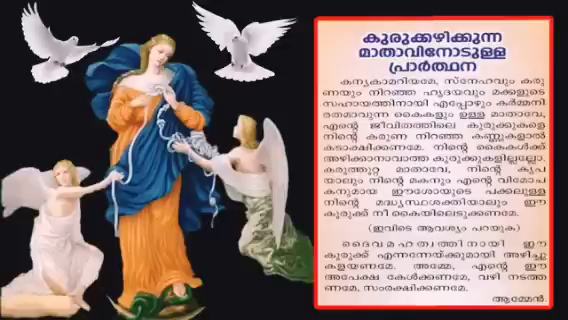 കുരുക്കഴിക്കുന്ന
മാതാവിനോടുള്ള
പ്രാർത്ഥന
കന്യകാമറിയമേ, സ്നേഹവും കരു
ണയും നിറഞ്ഞ ഹൃദയവും മക്കളുടെ
സഹായത്തിനായി എപ്പോഴും കർമ്മനി
രതമാവുന്ന കൈകളും ഉള്ള മാതാവേ,
എന്റെ ജീവിതത്തിലെ കുരുക്കുകളെ
നിന്റെ കരുണ നിറഞ്ഞ കണ്ണുകളാൽ
കടാക്ഷിക്കണമേ. നിന്റെ കൈകൾക്ക്
അഴിക്കാനാവാത്ത കുരുക്കുകളില്ലല്ലോ.
കരുത്തുറ്റ മാതാവേ, നിന്റെ കൃപ
യാലും നിന്റെ മകനും എന്റെ വിമോച
കനുമായ ഈശോയുടെ പക്കലുള്ള
നിന്റെ മദ്ധ്യസ്ഥശക്തിയാലും ഈ
കുരുക്ക് നീ കൈയിലെടുക്കണമേ.
(ഇവിടെ ആവശ്യം പറയുക)
ദൈവമഹത്വത്തിനായി ഈ
കുരുക്ക് എന്നന്നേയ്ക്കുമായി അഴിച്ചു
കളയണമേ. അമ്മേ, എന്റെ ഈ
അപേക്ഷ കേൾക്കണമേ, വഴി നടത്ത
ണമേ, സംരക്ഷിക്കണമേ.
ആമ്മേൻ.